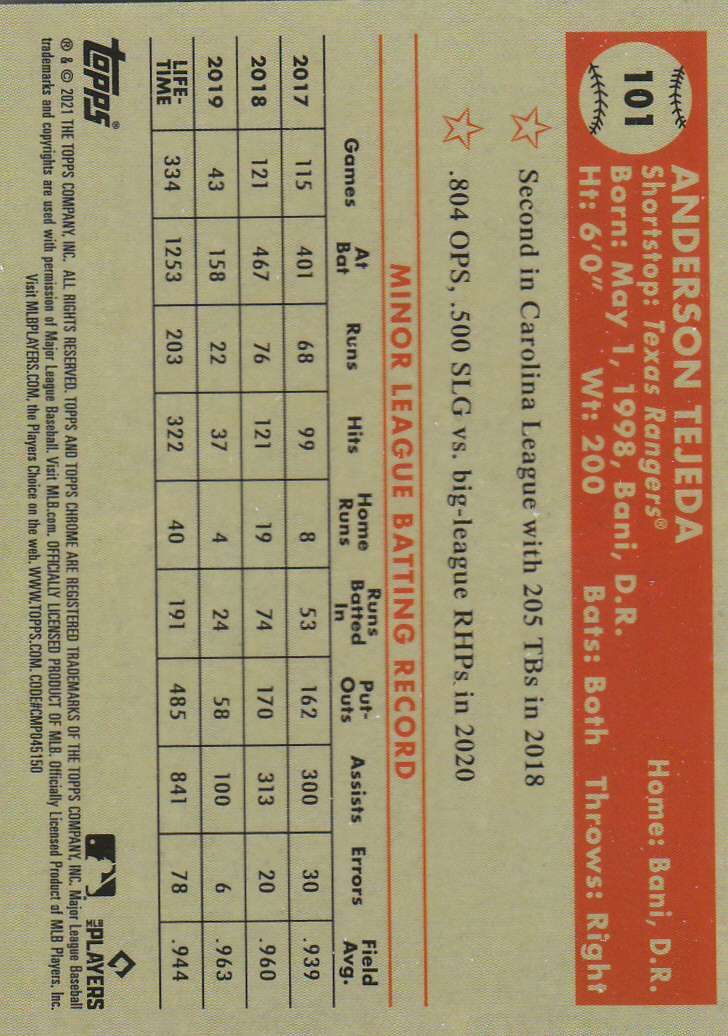 101
ANDERSON TEJEDA
Shortstop: Texas Rangers®
Home: Bani, D.R.
Born: May 1, 1998, Bani, D.R.
Ht: 6'0" Wt: 200 Bats: Both Throws: Right
Second in Carolina League with 205 TBs in 2018
.804 OPS, .500 SLG vs. big-league RHPs in 2020
MINOR LEAGUE BATTING RECORD
Games At Bat Runs Hits Home Runs Runs Batted In Put-Outs Assists Errors Field Avg.
2017 115 401 68 99 8 53 162 300 30 .939
2018 121 467 76 121 19 74 170 313 20 .960
2019 43 158 22 37 4 24 58 100 6 .963
LIFE-TIME 334 1253 203 322 40 191 485 841 78 .944
topps®
MLB PLAYERS
® & © 2021 THE TOPPS COMPANY, INC. ALL RIGHTS RESERVED. TOPPS AND TOPPS CHROME ARE REGISTERED TRADEMARKS OF THE TOPPS COMPANY, INC. Major League Baseball
trademarks and copyrights are used with permission of Major League Baseball. Visit MLB.com. OFFICIALLY LICENSED PRODUCT OF MLB. Officially Licensed Product of MLB Players, Inc.
Visit MLBPLAYERS.COM, the Players Choice on the web. WWW.TOPPS.COM. CODE#CMP045150